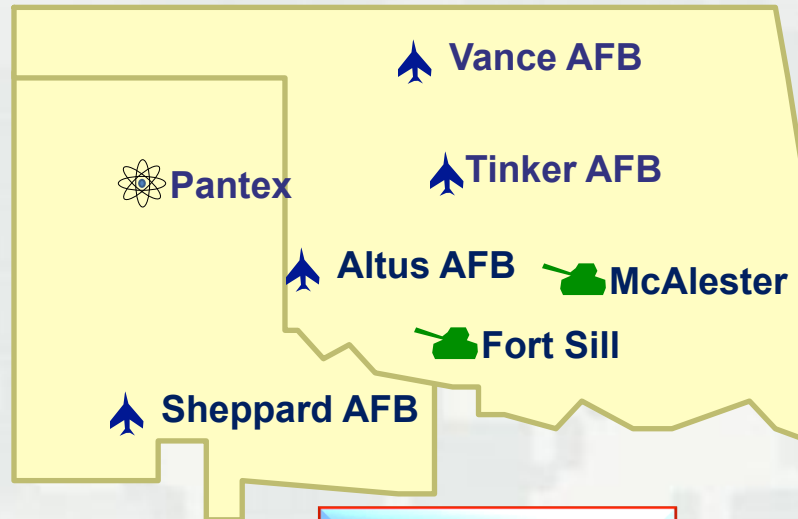 Vance AFB
Tinker AFB
Pantex
Altus AFB
McAlester
Fort Sill
Sheppard AFB